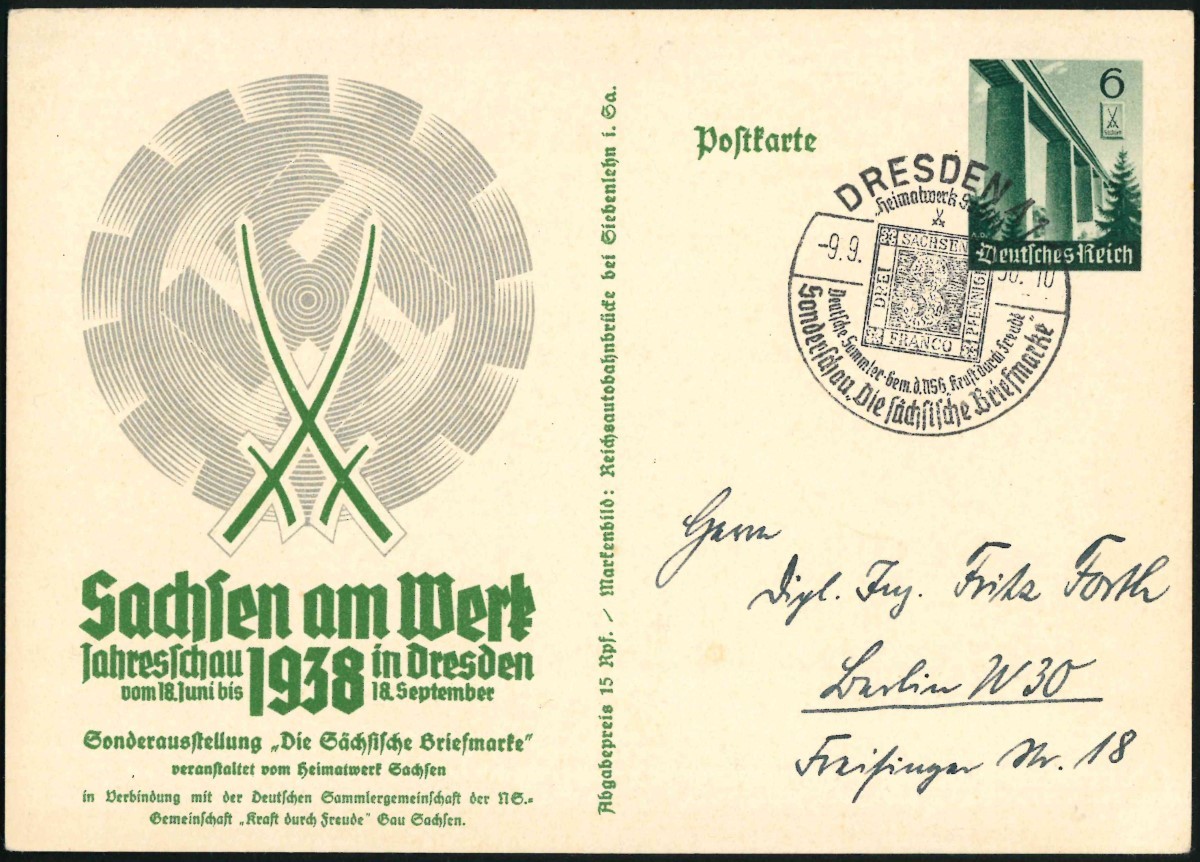 Sachsen am Werk
Jahresschau 1938 in Dresden
vom 18. Juni bis 18. September
Sonderausstellung „Die Sächsische Briefmarke"
veranstaltet vom Heimatwerk Sachsen
in Verbindung mit der Deutschen Sammlergemeinschaft der NS.=
Gemeinschaft „Kraft durch Freude" Gau Sachsen.
Abgabepreis 15 Rpf. / Markenbild: Reichsautobahnbrücke bei Siebenlehn i. Sa.
Postkarte
6
Deutsches Reich
DRESDEN A
„Heimatwerk
-9.9.
10
SACHSEN
DREI
3
PFENNIGE
FRANCO
Deutsche Sammler-Gem. d. NSG Kraft durch Freude
Sonderschau „Die sächsische Briefmarke"
Herrn
Dipl. Ing. Fritz Forth
Berlin W 30
Freisinger Str. 18